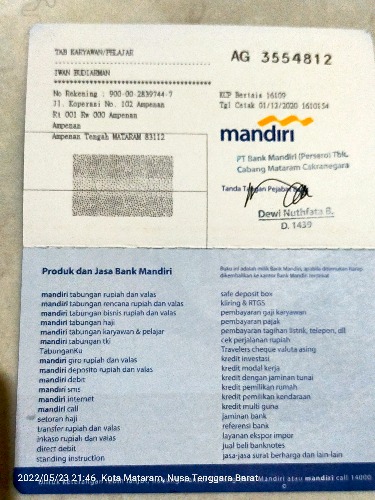 TAB KARYAWAN/PELAJAR
AG 3554812
IWAN BUDIARMAN
************************************
No Rekening : 900-00-2839744-7
Jl. Koperasi No. 102 Ampenan
Rt 001 Rw 000 Ampenan
Ampenan
Ampenan Tengah MATARAM 83112
KCP Bertais 16109
Tgl Cetak 01/12/2020 1610154
mandiri
PT Bank Mandiri (Persero) Tbk.
Cabang Mataram Cakranegara
Tanda Tangan Pejabat
Dewi Nuthfata B.
D. 1439
Produk dan Jasa Bank Mandiri
mandiri tabungan rupiah dan valas
mandiri tabungan rencana rupiah dan valas
mandiri tabungan bisnis rupiah dan valas
mandiri tabungan haji
mandiri tabungan karyawan & pelajar
mandiri tabungan tki
TabunganKu
mandiri giro rupiah dan valas
mandiri deposito rupiah dan valas
mandiri debit
mandiri sms
mandiri internet
mandiri call
setoran haji
transfer rupiah dan valas
inkaso rupiah dan valas
direct debit
standing instruction
Buku ini adalah milik Bank Mandiri, apabila ditemukan harap
dikembalikan ke kantor Bank Mandiri terdekat
safe deposit box
kliring & RTGS
pembayaran gaji karyawan
pembayaran pajak
pembayaran tagihan listrik, telepon, dll
cek perjalanan rupiah
Travelers cheque valuta asing
kredit investasi
kredit modal kerja
kredit dengan jaminan tunai
kredit pemilikan rumah
kredit pemilikan kendaraan
kredit multi guna
jaminan bank
referensi bank
layanan ekspor impor
jual beli banknotes
jasa-jasa surat berharga dan lain-lain
mandiri call 14000
2022/05/23 21:46, Kota Mataram, Nusa Tenggara Barat